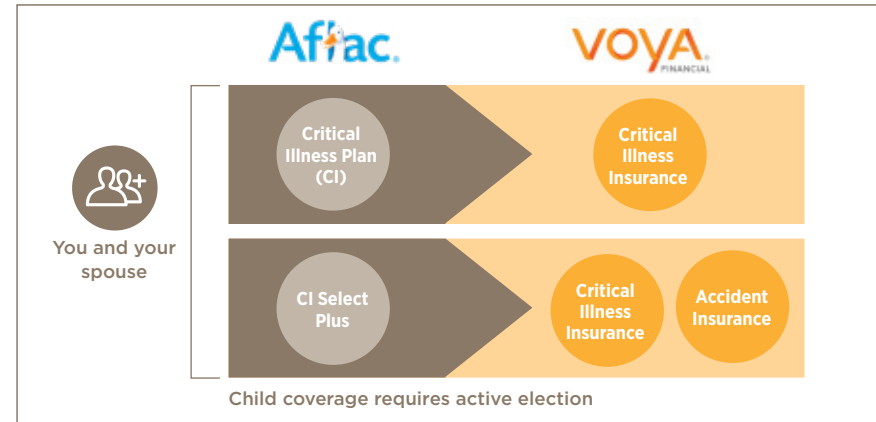 Aflac.
VOYA
FINANCIAL
Critical
Illness Plan
(CI)
Critical
Illness
Insurance
You and your
spouse
CI Select
Plus
Critical
Illness
Insurance
Accident
Insurance
Child coverage requires active election